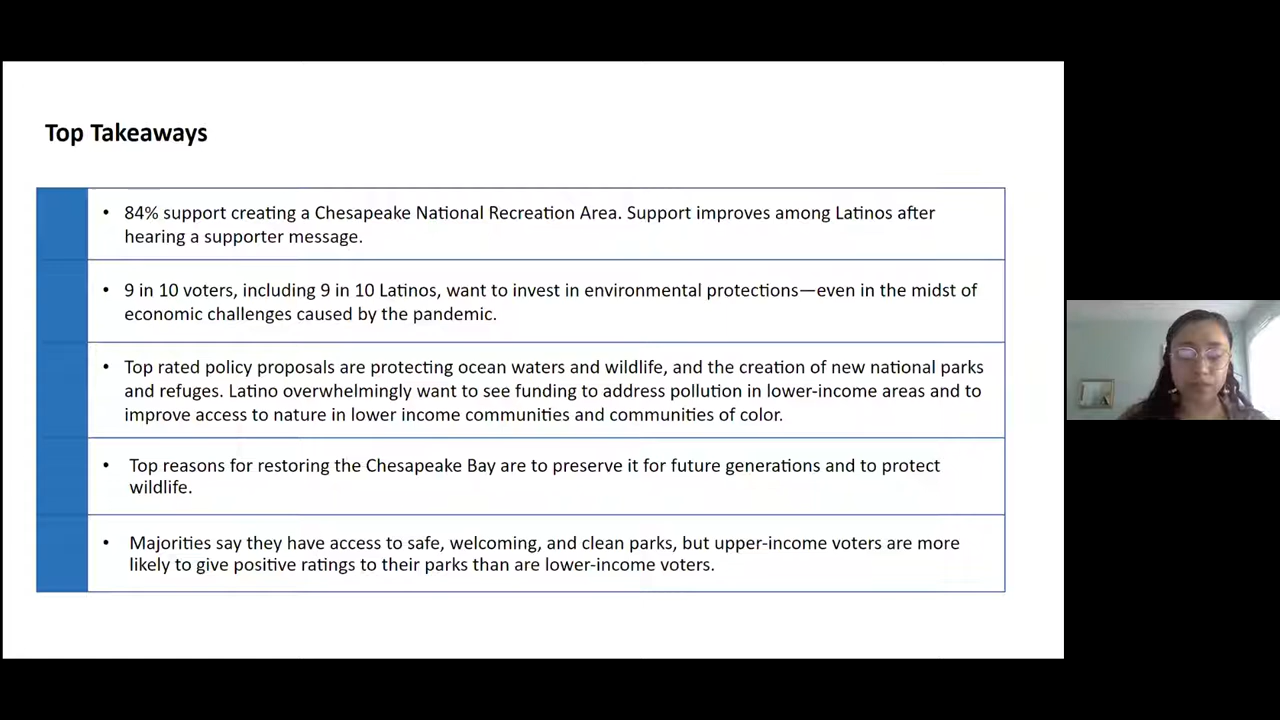 Top Takeaways
• 84% support creating a Chesapeake National Recreation Area. Support improves among Latinos after
hearing a supporter message.
• 9 in 10 voters, including 9 in 10 Latinos, want to invest in environmental protections—even in the midst of
economic challenges caused by the pandemic.
• Top rated policy proposals are protecting ocean waters and wildlife, and the creation of new national parks
and refuges. Latino overwhelmingly want to see funding to address pollution in lower-income areas and to
improve access to nature in lower income communities and communities of color.
• Top reasons for restoring the Chesapeake Bay are to preserve it for future generations and to protect
wildlife.
• Majorities say they have access to safe, welcoming, and clean parks, but upper-income voters are more
likely to give positive ratings to their parks than are lower-income voters.